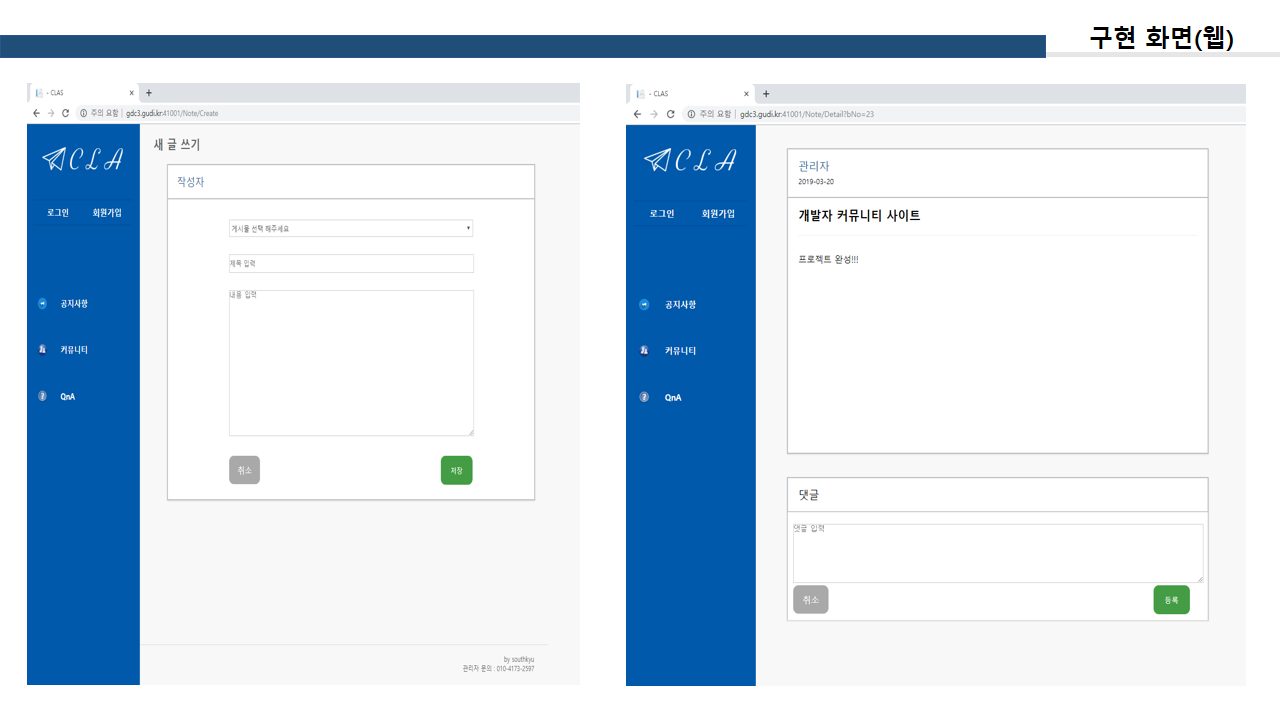 구현 화면(웹)
- CLAS
주의 요함 | gdc3.gudi.kr:41001/Note/Create
CLA
로그인 회원가입
공지사항
커뮤니티
QnA
새 글 쓰기
작성자
게시물 선택 해주세요
제목 입력
내용 입력
취소 저장
by southkyu
관리자 문의 : 010-4173-2597
- CLAS
주의 요함 | gdc3.gudi.kr:41001/Note/Detail?bNo=23
CLA
로그인 회원가입
공지사항
커뮤니티
QnA
관리자
2019-03-20
개발자 커뮤니티 사이트
프로젝트 완성!!!
댓글
댓글 입력
취소 등록